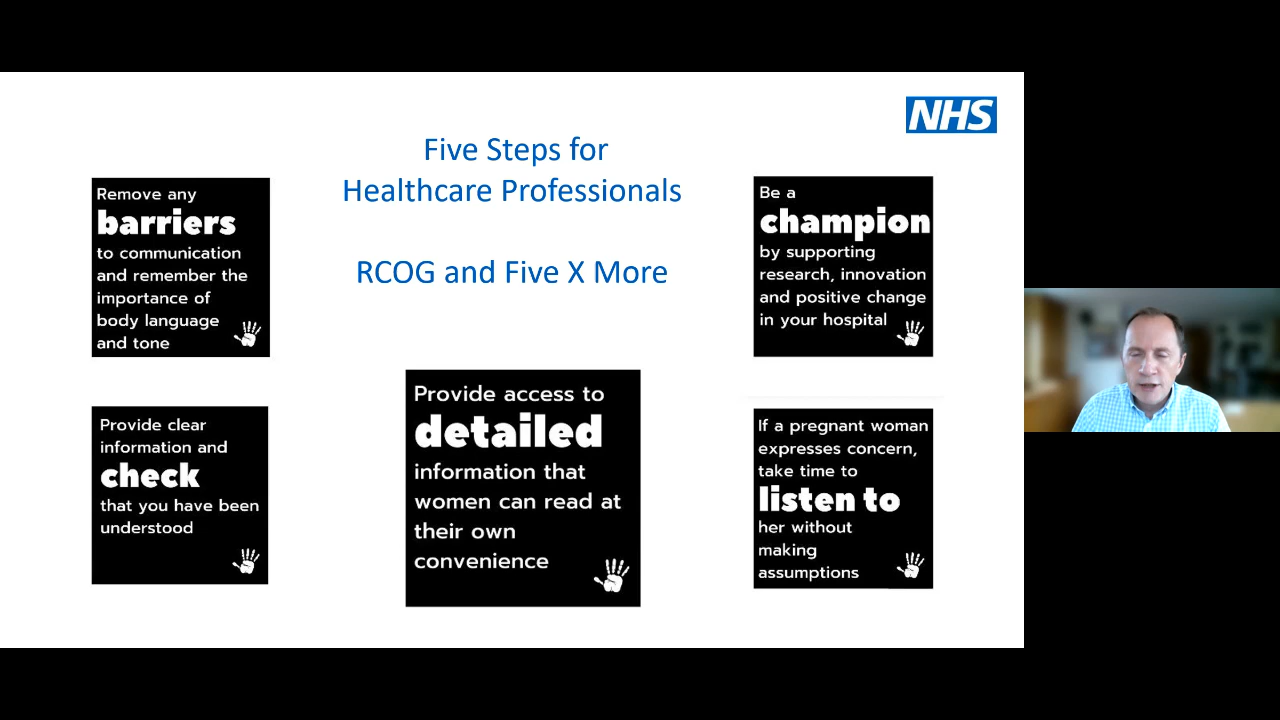 NHS
Five Steps for
Healthcare Professionals
RCOG and Five X More
Remove any
barriers
to communication
and remember the
importance of
body language
and tone
Be a
champion
by supporting
research, innovation
and positive change
in your hospital
Provide clear
information and
check
that you have been
understood
Provide access to
detailed
information that
women can read at
their own
convenience
If a pregnant woman
expresses concern,
take time to
listen to
her without
making
assumptions